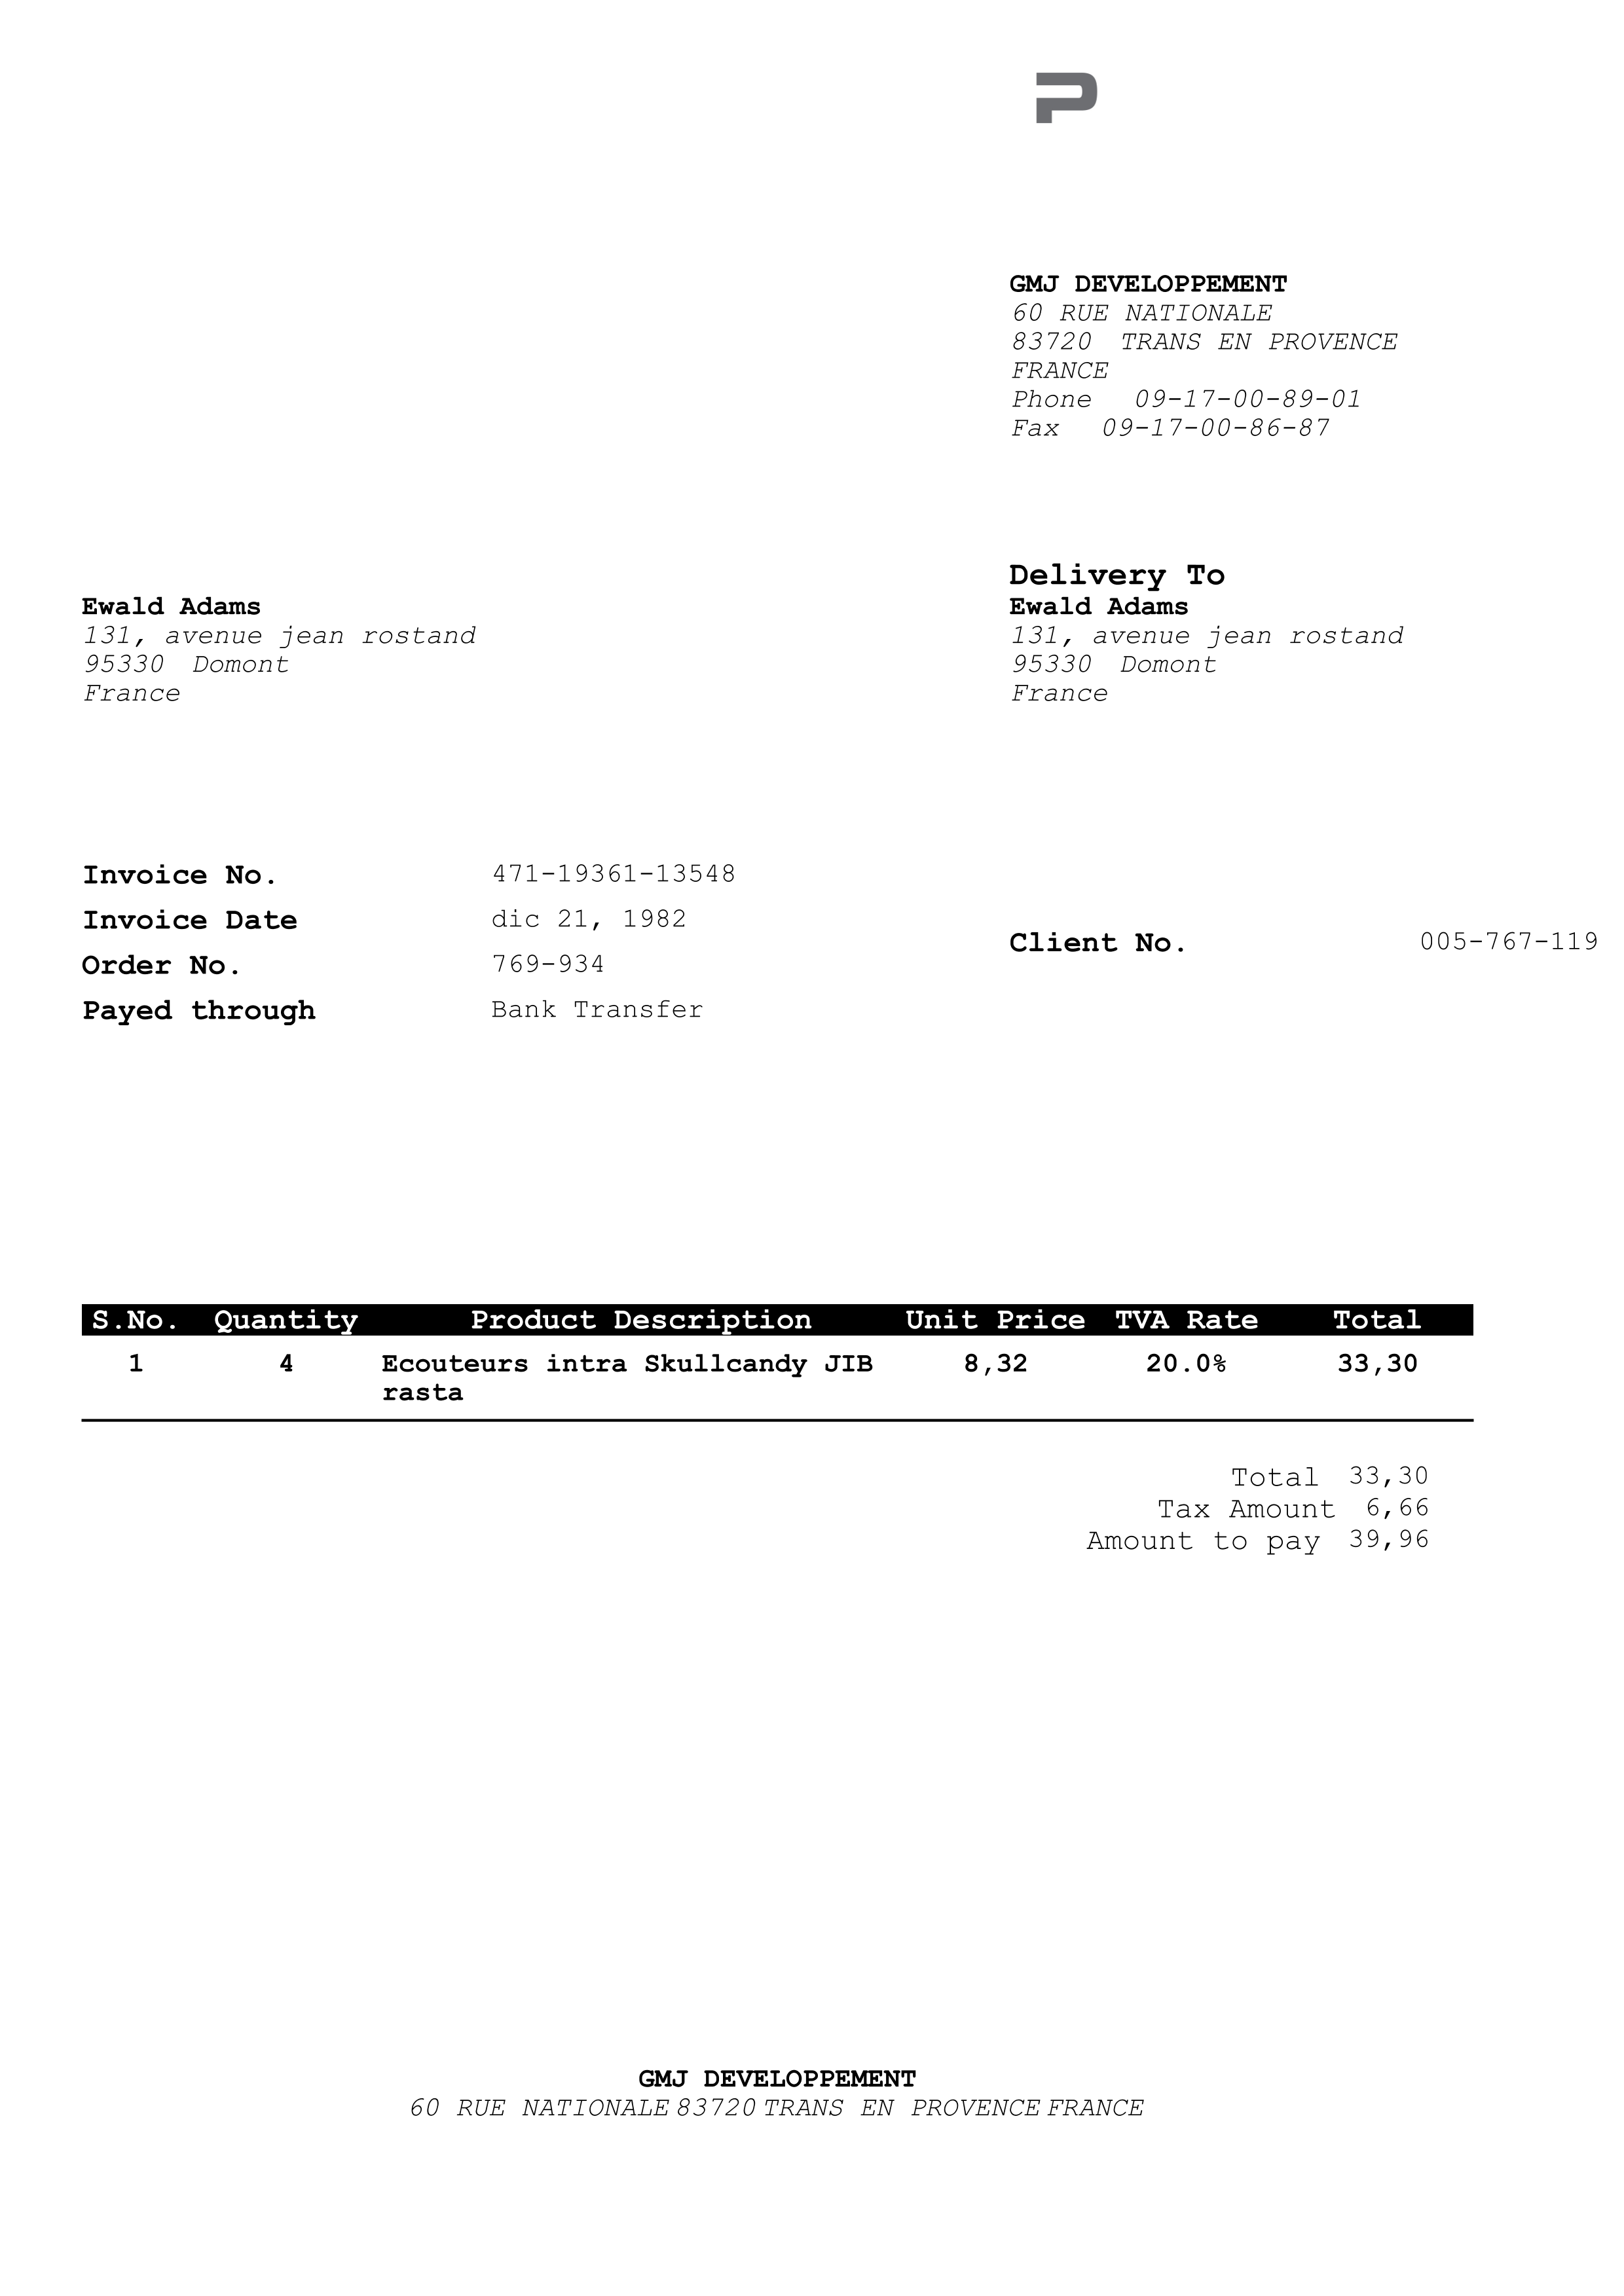 P
GMJ DEVELOPPEMENT
60 RUE NATIONALE
83720 TRANS EN PROVENCE
FRANCE
Phone 09-17-00-89-01
Fax 09-17-00-86-87
Delivery To
Ewald Adams
131, avenue jean rostand
95330 Domont
France
Ewald Adams
131, avenue jean rostand
95330 Domont
France
Invoice No. 471-19361-13548
Invoice Date dic 21, 1982
Order No. 769-934
Payed through Bank Transfer
Client No. 005-767-119
S.No. Quantity Product Description Unit Price TVA Rate Total
1 4 Ecouteurs intra Skullcandy JIB 8,32 20.0% 33,30
rasta
Total 33,30
Tax Amount 6,66
Amount to pay 39,96
GMJ DEVELOPPEMENT
60 RUE NATIONALE 83720 TRANS EN PROVENCE FRANCE